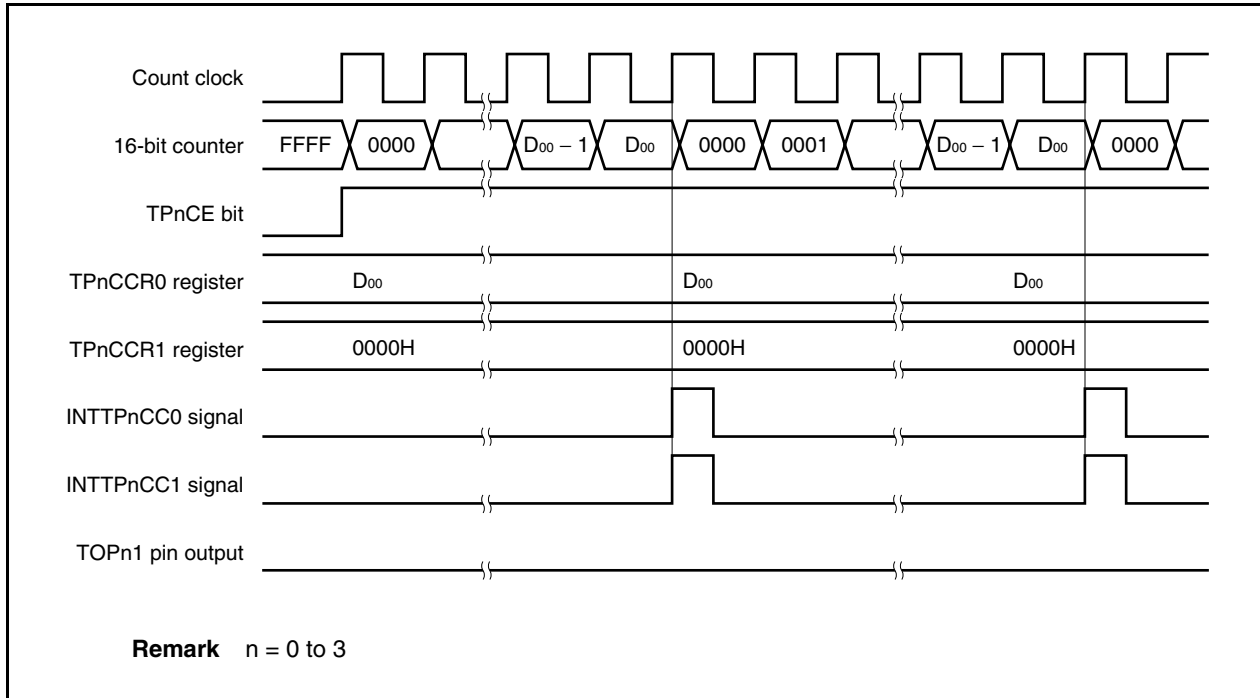 Count clock
16-bit counter FFFF 0000 D₀₀ − 1 D₀₀ 0000 0001 D₀₀ − 1 D₀₀ 0000
TPnCE bit
TPnCCR0 register D₀₀ D₀₀ D₀₀
TPnCCR1 register 0000H 0000H 0000H
INTTPnCC0 signal
INTTPnCC1 signal
TOPn1 pin output
Remark n = 0 to 3